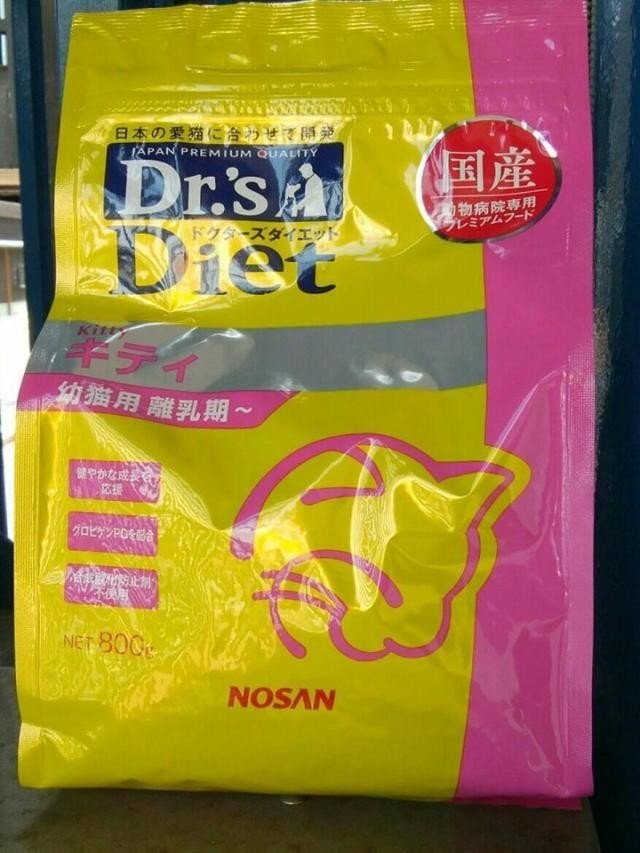 日本の愛猫に合わせて開発
JAPAN PREMIUM QUALITY
Dr.'s
ドクターズダイエット
Diet
国産
動物病院専用
プレミアムフード
Kitty
キティ
幼猫用 離乳期～
健やかな成長を
応援
グロビゲンPGを配合
合成酸化防止剤
不使用
NET 800g
NOSAN